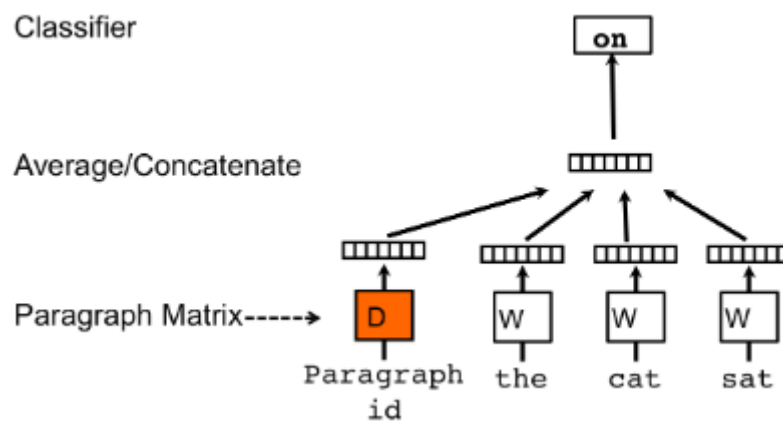 Classifier
on
Average/Concatenate
Paragraph Matrix
D
W
W
W
Paragraph
id
the
cat
sat